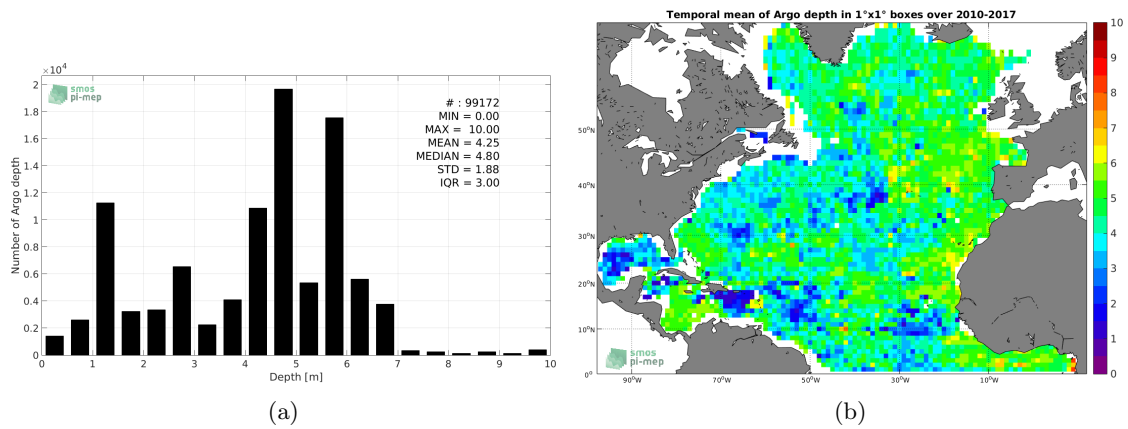 ×10⁴
2
1.8
1.6
1.4
1.2
1
0.8
0.6
0.4
0.2
0
Number of Argo depth
smos
pi-mep
# : 99172
MIN = 0.00
MAX = 10.00
MEAN = 4.25
MEDIAN = 4.80
STD = 1.88
IQR = 3.00
0 1 2 3 4 5 6 7 8 9 10
Depth [m]
(a)
Temporal mean of Argo depth in 1°x1° boxes over 2010-2017
50°N
40°N
30°N
20°N
10°N
0°
90°W 70°W 50°W 30°W 10°W
smos
pi-mep
10
9
8
7
6
5
4
3
2
1
0
(b)